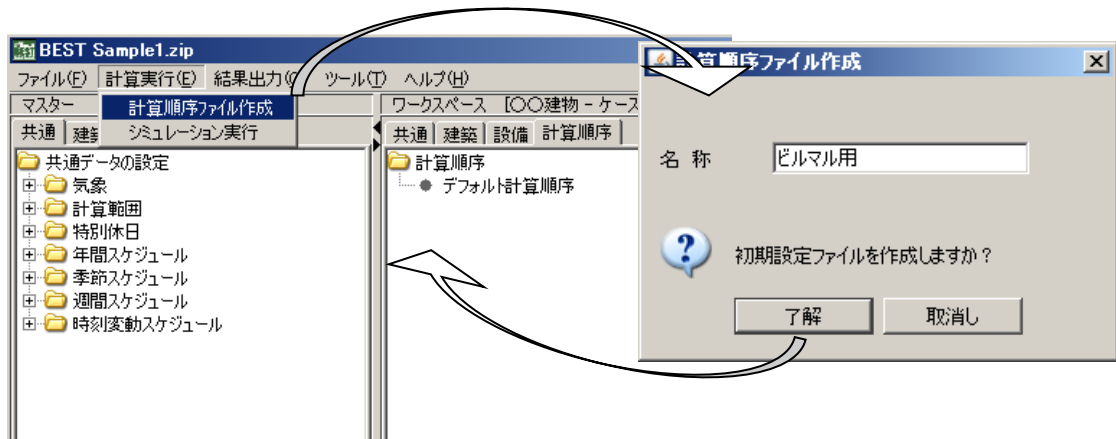 BEST Sample1.zip
ファイル(F) 計算実行(E) 結果出力( ツール(T) ヘルプ(H)
計算順序ファイル作成
シミュレーション実行
マスター
共通 建築
共通データの設定
気象
計算範囲
特別休日
年間スケジュール
季節スケジュール
週間スケジュール
時刻変動スケジュール
ワークスペース [〇〇建物 - ケース
共通 建築 設備 計算順序
計算順序
デフォルト計算順序
計算順序ファイル作成
名 称 ビルマル用
初期設定ファイルを作成しますか？
了解 取消し